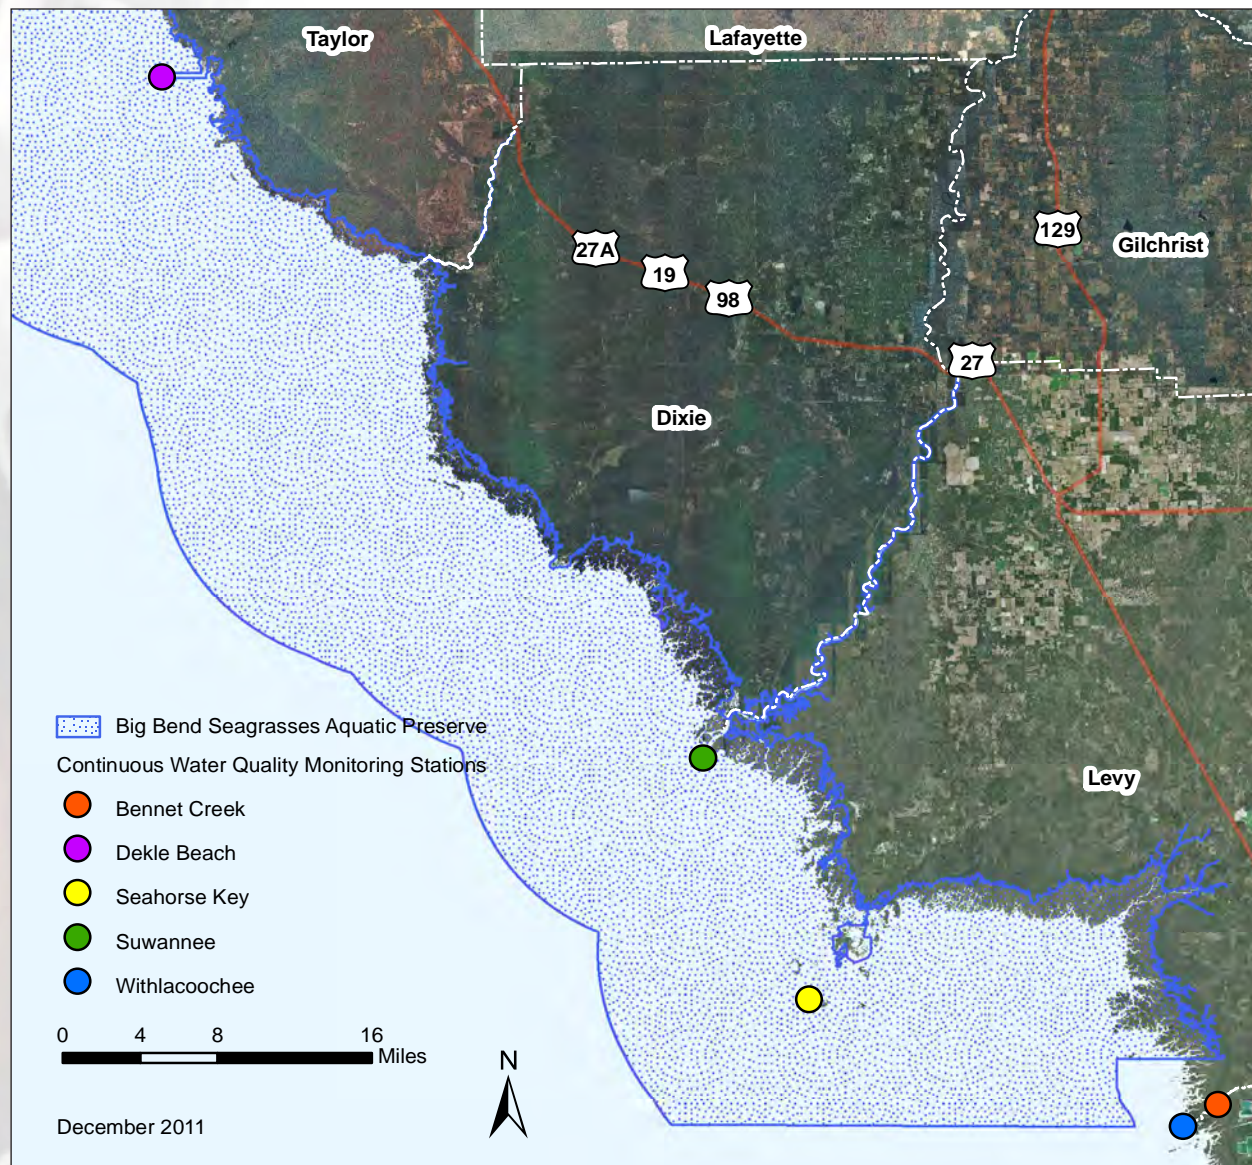 Taylor
Lafayette
129
Gilchrist
27A
19
98
27
Dixie
Big Bend Seagrasses Aquatic Preserve
Continuous Water Quality Monitoring Stations
Levy
Bennet Creek
Dekle Beach
Seahorse Key
Suwannee
Withlacoochee
0 4 8 16
Miles
N
December 2011